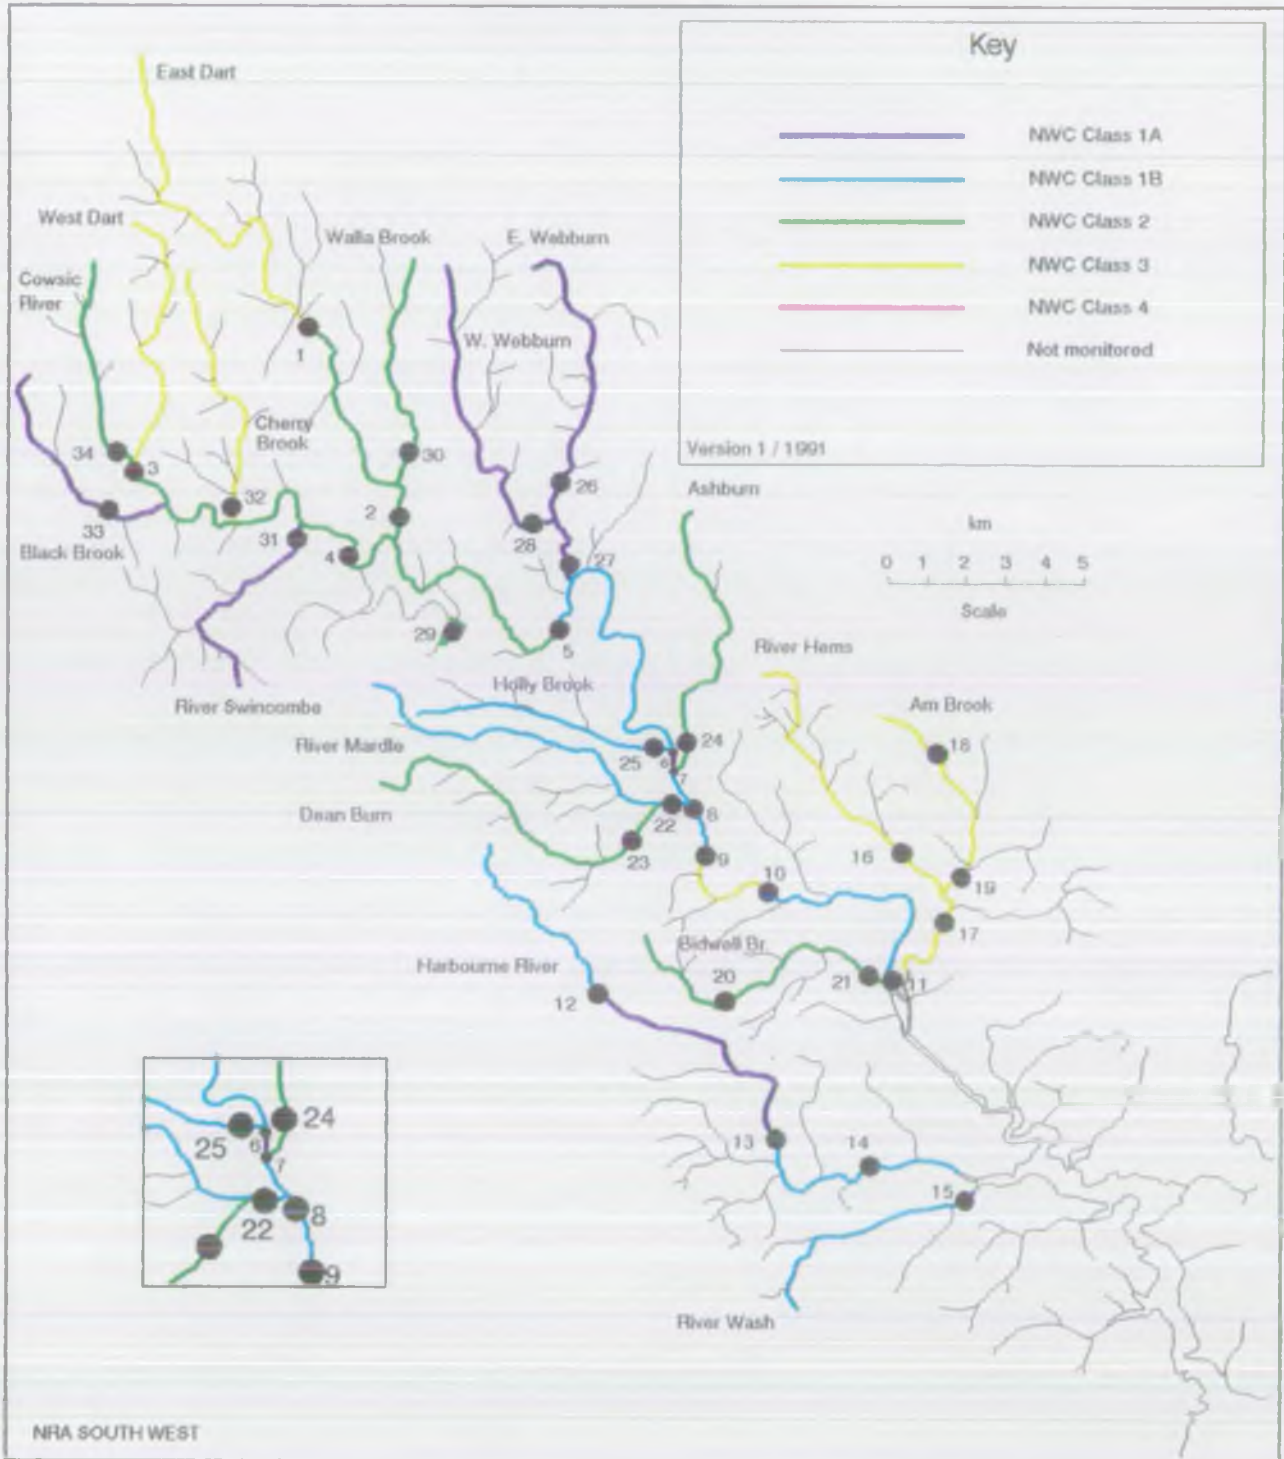 Key
NWC Class 1A
NWC Class 1B
NWC Class 2
NWC Class 3
NWC Class 4
Not monitored
Version 1 / 1991
East Dart
West Dart
Walla Brook
E. Webburn
Cowsic
River
W. Webburn
1
Cherry
Brook
34
3
30
26
32
2
33
31
4
28
27
Black Brook
Ashburn
km
0 1 2 3 4 5
Scale
29
5
River Hems
Holly Brook
Am Brook
River Swincombe
River Mardle
25
6
24
7
18
Dean Burn
22
8
23
9
16
10
19
17
Bidwell Br.
Harbourne River
20
21
11
12
24
25
6
7
22
8
9
13
14
15
River Wash
NRA SOUTH WEST